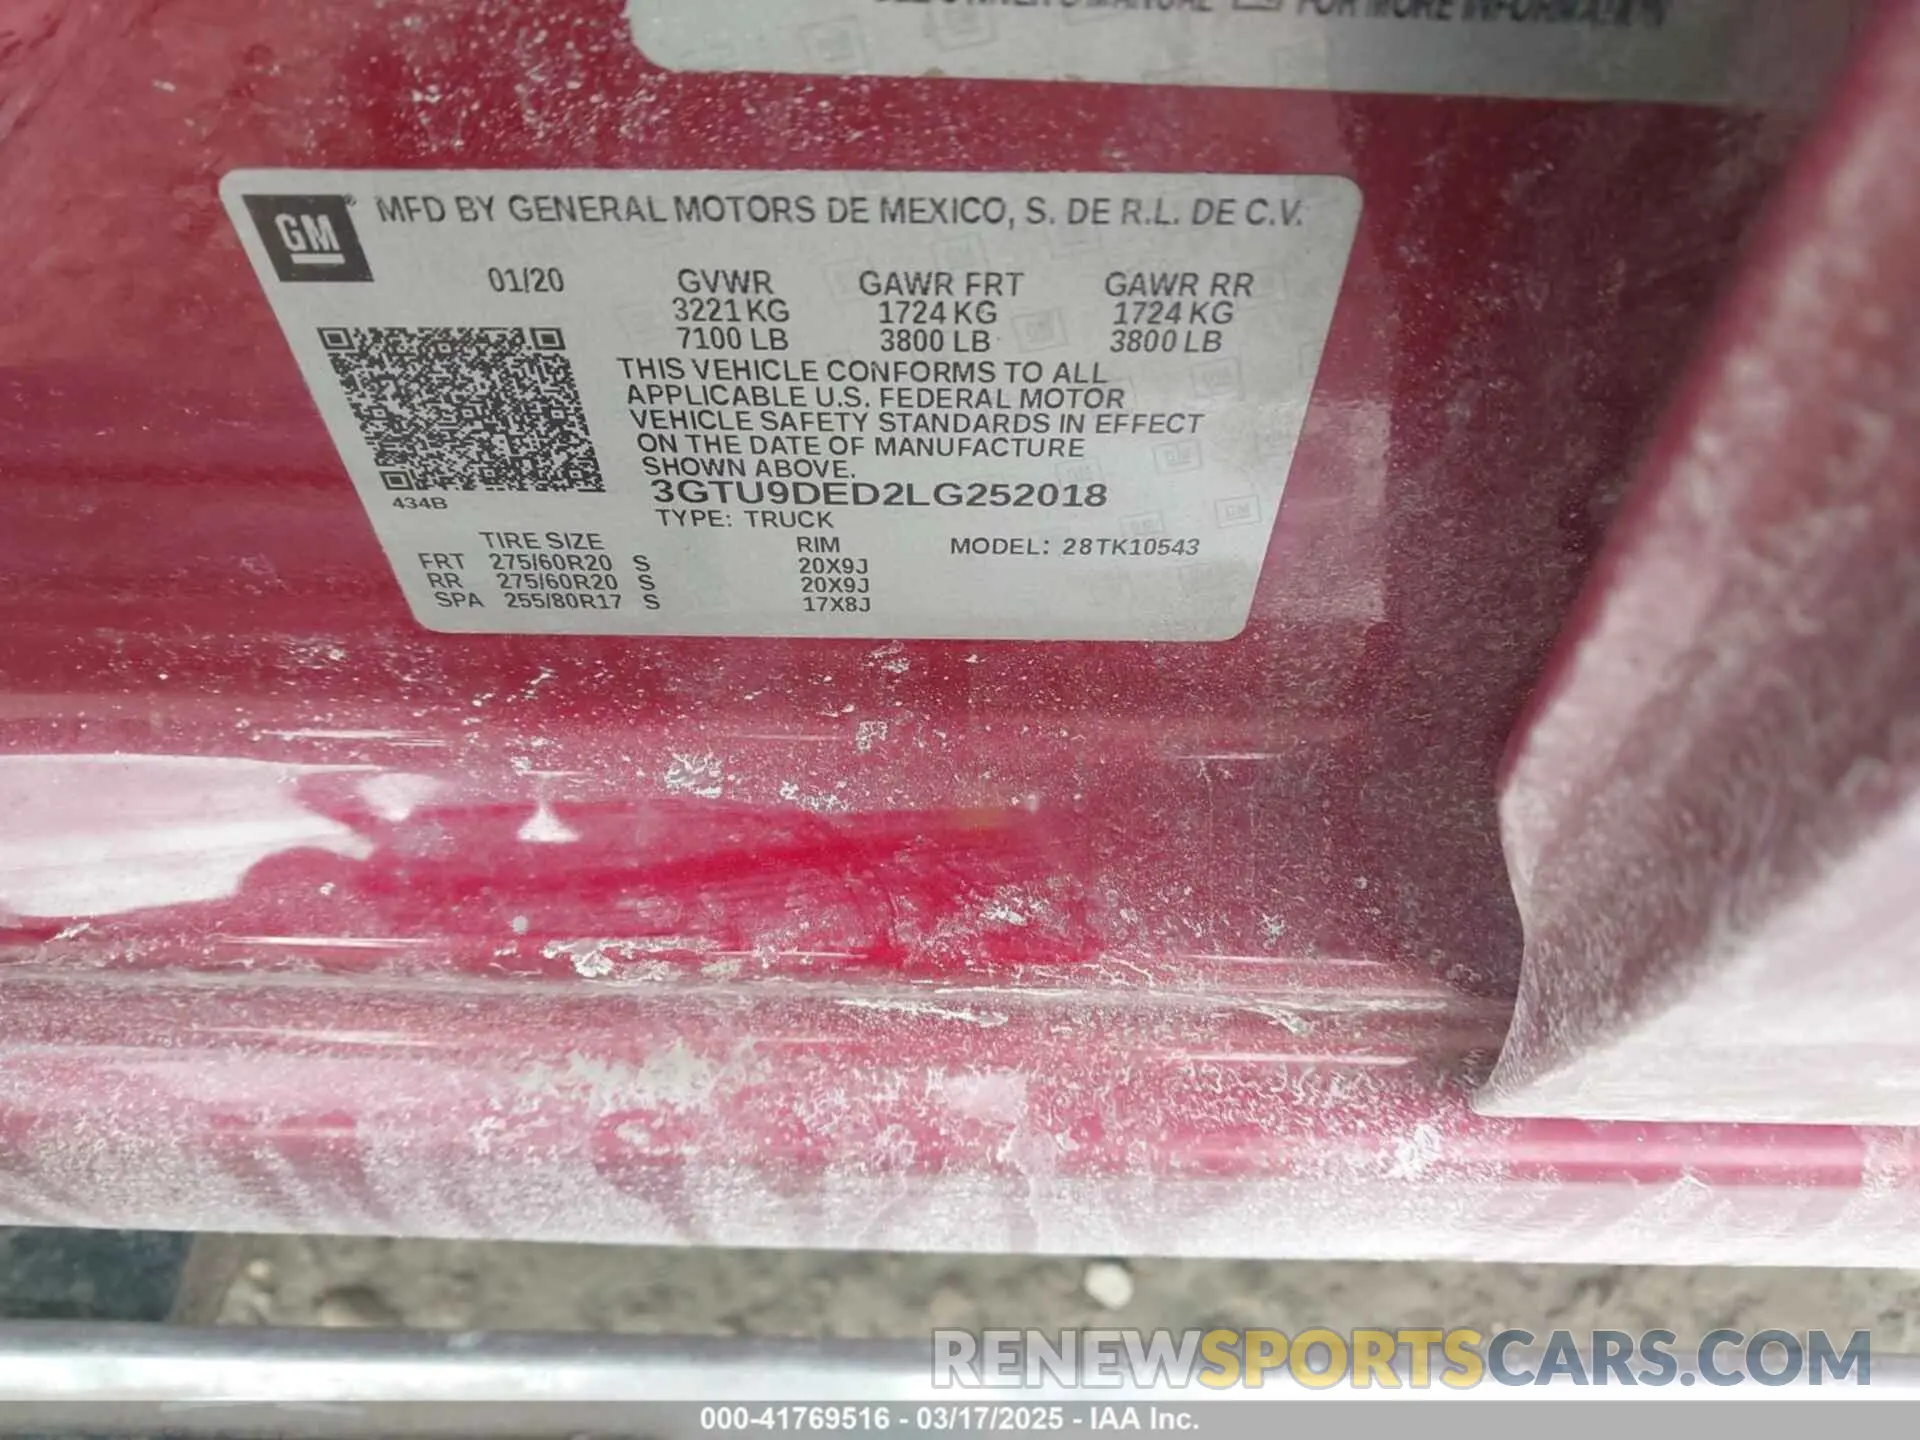 FOR MORE INFORMATION
GM® MFD BY GENERAL MOTORS DE MEXICO, S. DE R.L. DE C.V.
01/20 GVWR GAWR FRT GAWR RR
3221 KG 1724 KG 1724 KG
7100 LB 3800 LB 3800 LB
THIS VEHICLE CONFORMS TO ALL
APPLICABLE U.S. FEDERAL MOTOR
VEHICLE SAFETY STANDARDS IN EFFECT
ON THE DATE OF MANUFACTURE
SHOWN ABOVE.
434B 3GTU9DED2LG252018
TYPE: TRUCK
TIRE SIZE RIM MODEL: 28TK10543
FRT 275/60R20 S 20X9J
RR 275/60R20 S 20X9J
SPA 255/80R17 S 17X8J
RENEWSPORTSCARS.COM
000-41769516 - 03/17/2025 - IAA Inc.